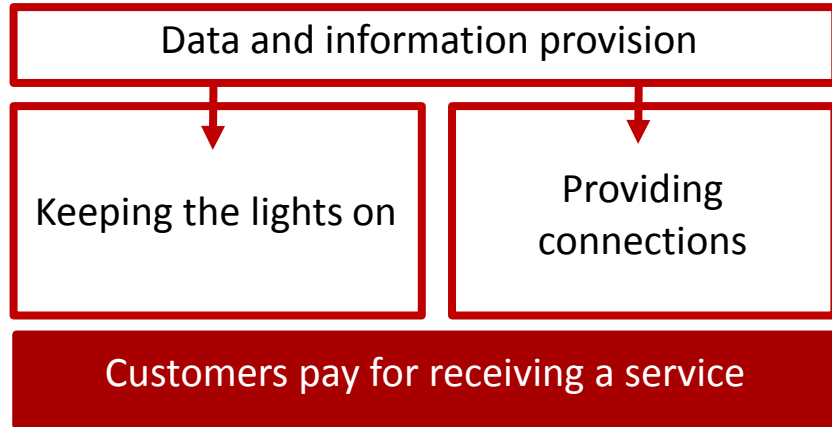 Data and information provision
Keeping the lights on
Providing
connections
Customers pay for receiving a service